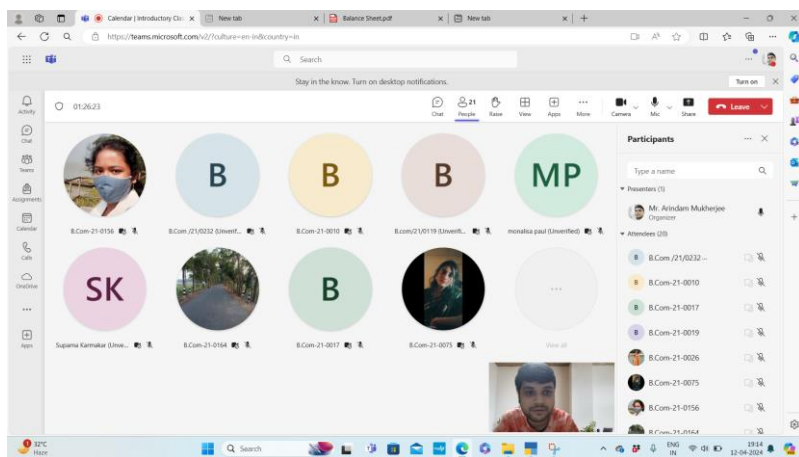 Calendar | Introductory Clas
New tab
Balance Sheet.pdf
New tab
https://teams.microsoft.com/v2/?culture=en-in&country=in
Search
Stay in the know. Turn on desktop notifications.
Turn on
01:26:23
Chat
21
People
Raise
View
Apps
More
Camera
Mic
Share
Leave
Activity
Chat
Teams
Assignments
Calendar
Calls
OneDrive
Apps
B
B
B
MP
B.Com-21-0156
B.Com /21/0232 (Unverif...
B.Com-21-0010
B.com/21/0119 (Unverifi...
monalisa paul (Unverified)
SK
B
Suparna Karmakar (Unve...
B.Com-21-0164
B.Com-21-0017
B.Com-21-0075
View all
Participants
Type a name
Presenters (1)
Mr. Arindam Mukherjee
Organizer
Attendees (20)
B B.Com /21/0232 --
B B.Com-21-0010
B B.Com-21-0017
B B.Com-21-0019
B.Com-21-0026
B.Com-21-0075
B.Com-21-0156
B.Com-21-0164
32°C
Haze
Search
ENG
IN
19:14
12-04-2024